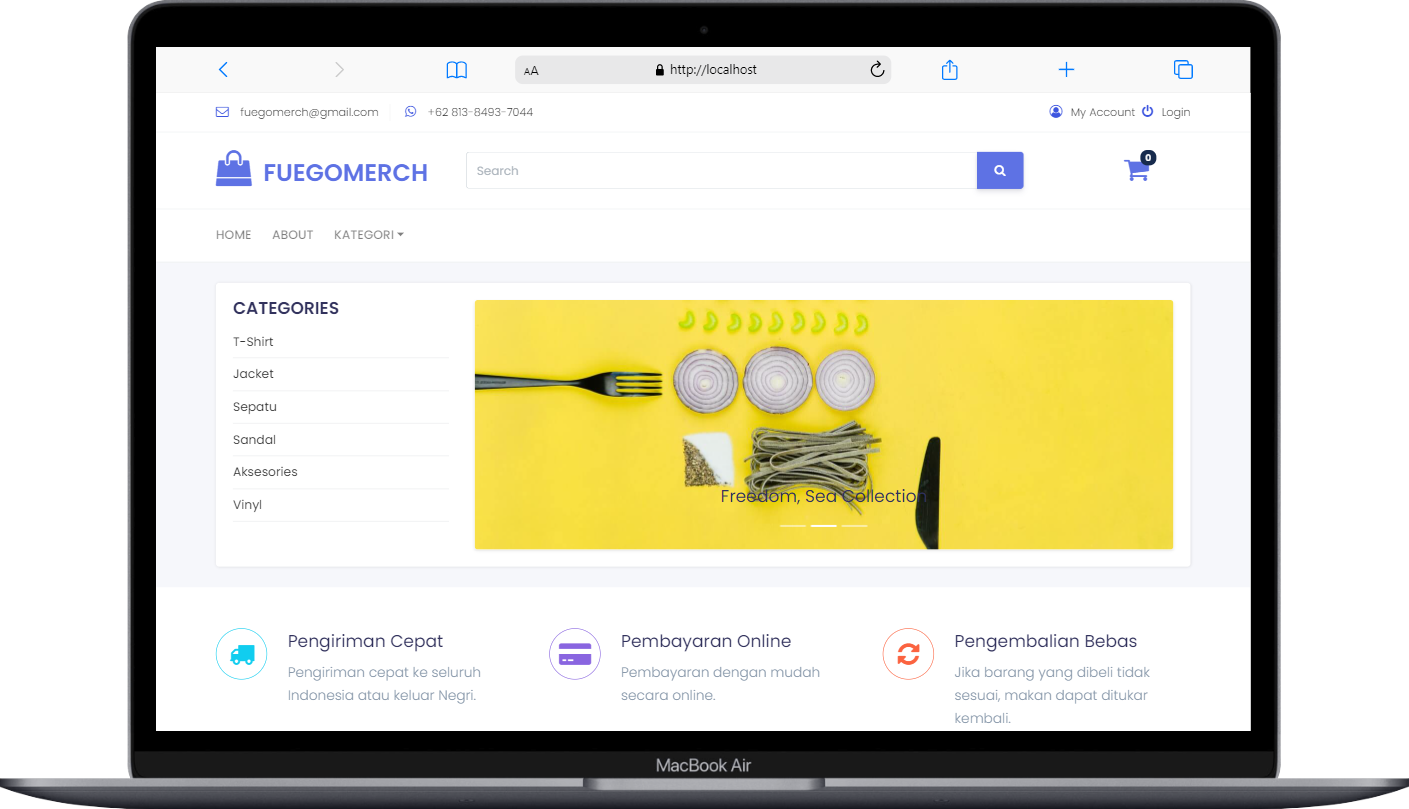 AA http://localhost
fuegomerch@gmail.com +62 813-8493-7044 My Account Login
FUEGOMERCH Search 0
HOME ABOUT KATEGORI
CATEGORIES
T-Shirt
Jacket
Sepatu
Sandal
Aksesories
Vinyl
Freedom, Sea Collection
Pengiriman Cepat
Pengiriman cepat ke seluruh
Indonesia atau keluar Negri.
Pembayaran Online
Pembayaran dengan mudah
secara online.
Pengembalian Bebas
Jika barang yang dibeli tidak
sesuai, makan dapat ditukar
kembali.
MacBook Air